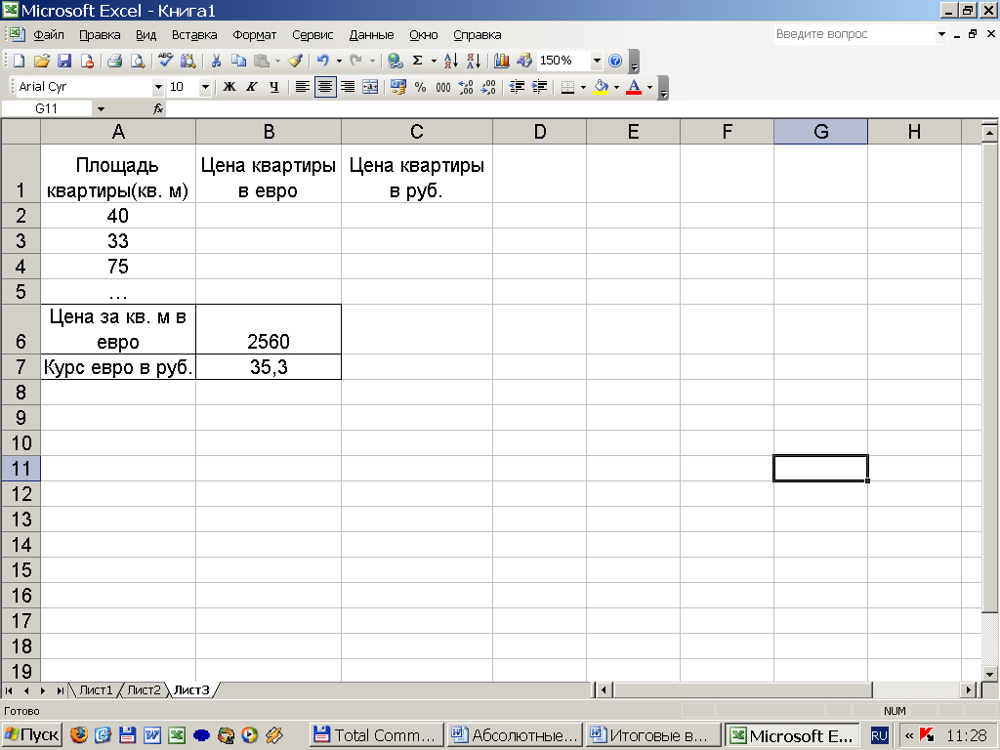 Microsoft Excel - Книга1
Файл Правка Вид Вставка Формат Сервис Данные Окно Справка Введите вопрос
150%
Arial Cyr 10 Ж К Ч % 000
G11 fx
A B C D E F G H
1 Площадь Цена квартиры Цена квартиры
квартиры(кв. м) в евро в руб.
2 40
3 33
4 75
5 ...
Цена за кв. м в
6 евро 2560
7 Курс евро в руб. 35,3
8
9
10
11
12
13
14
15
16
17
18
19
Лист1 Лист2 Лист3
Готово NUM
Пуск Total Comm... Абсолютные... Итоговые в... Microsoft E... RU « 11:28